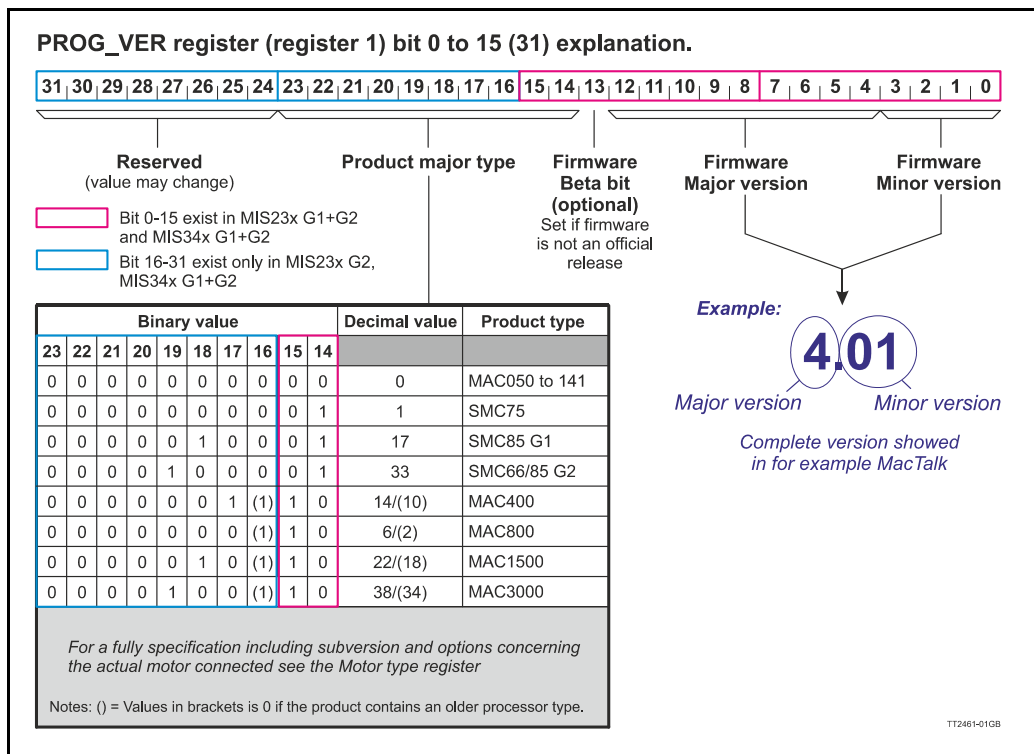 PROG_VER register (register 1) bit 0 to 15 (31) explanation.
31 30 29 28 27 26 25 24 23 22 21 20 19 18 17 16 15 14 13 12 11 10 9 8 7 6 5 4 3 2 1 0
Reserved
(value may change)
Product major type
Firmware
Beta bit
(optional)
Set if firmware
is not an official
release
Firmware
Major version
Firmware
Minor version
Bit 0-15 exist in MIS23x G1+G2
and MIS34x G1+G2
Bit 16-31 exist only in MIS23x G2,
MIS34x G1+G2
Binary value Decimal value Product type
23 22 21 20 19 18 17 16 15 14
0 0 0 0 0 0 0 0 0 0 0 MAC050 to 141
0 0 0 0 0 0 0 0 0 1 1 SMC75
0 0 0 0 0 1 0 0 0 1 17 SMC85 G1
0 0 0 0 1 0 0 0 0 1 33 SMC66/85 G2
0 0 0 0 0 0 1 (1) 1 0 14/(10) MAC400
0 0 0 0 0 0 0 (1) 1 0 6/(2) MAC800
0 0 0 0 0 1 0 (1) 1 0 22/(18) MAC1500
0 0 0 0 1 0 0 (1) 1 0 38/(34) MAC3000
For a fully specification including subversion and options concerning
the actual motor connected see the Motor type register
Notes: () = Values in brackets is 0 if the product contains an older processor type.
Example:
4.01
Major version Minor version
Complete version showed
in for example MacTalk
TT2461-01GB